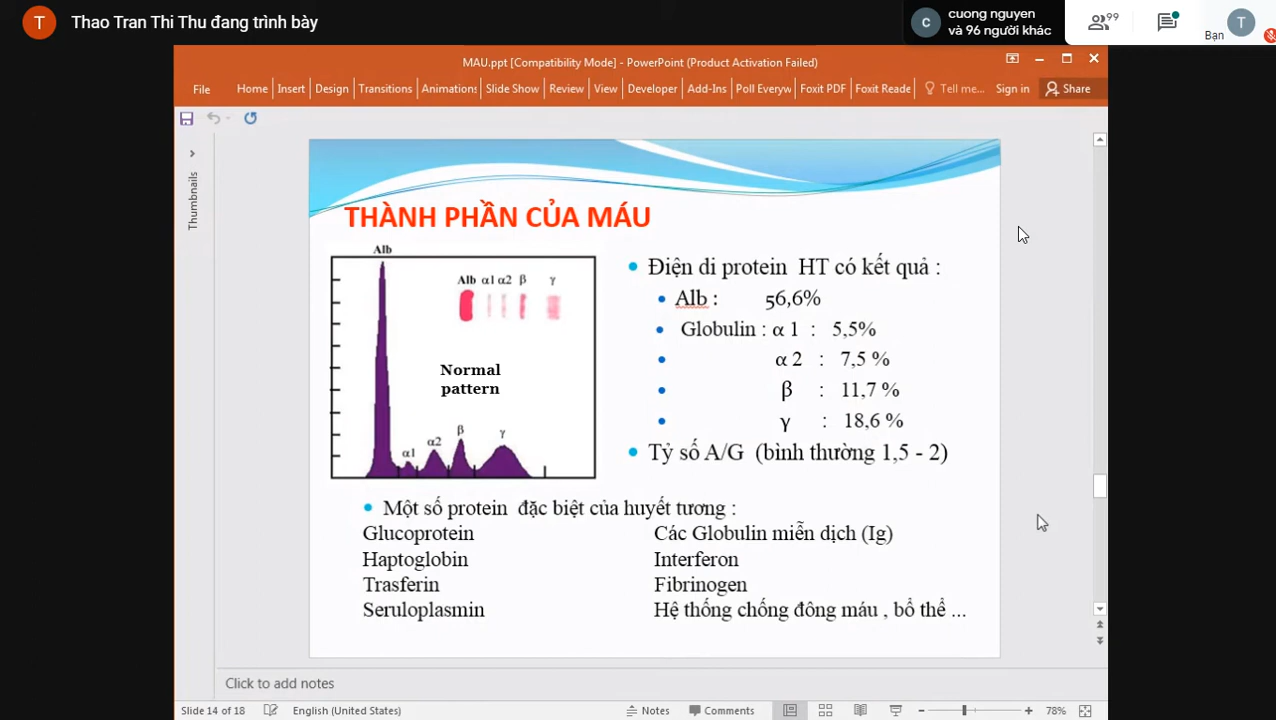 T
Thao Tran Thi Thu đang trình bày
C
cuong nguyen
và 96 người khác
99
Bạn
T
MAU.ppt [Compatibility Mode] - PowerPoint (Product Activation Failed)
File Home Insert Design Transitions Animations Slide Show Review View Developer Add-Ins Poll Everyw Foxit PDF Foxit Reade Tell me... Sign in Share
Thumbnails
THÀNH PHẦN CỦA MÁU
Alb
Alb α1 α2 β γ
Normal
pattern
α1 α2 β γ
Điện di protein HT có kết quả :
Alb : 56,6%
Globulin : α 1 : 5,5%
α 2 : 7,5 %
β : 11,7 %
γ : 18,6 %
Tỷ số A/G (bình thường 1,5 - 2)
Một số protein đặc biệt của huyết tương :
Glucoprotein Các Globulin miễn dịch (Ig)
Haptoglobin Interferon
Trasferin Fibrinogen
Seruloplasmin Hệ thống chống đông máu , bổ thể ...
Click to add notes
Slide 14 of 18 English (United States) Notes Comments 78%